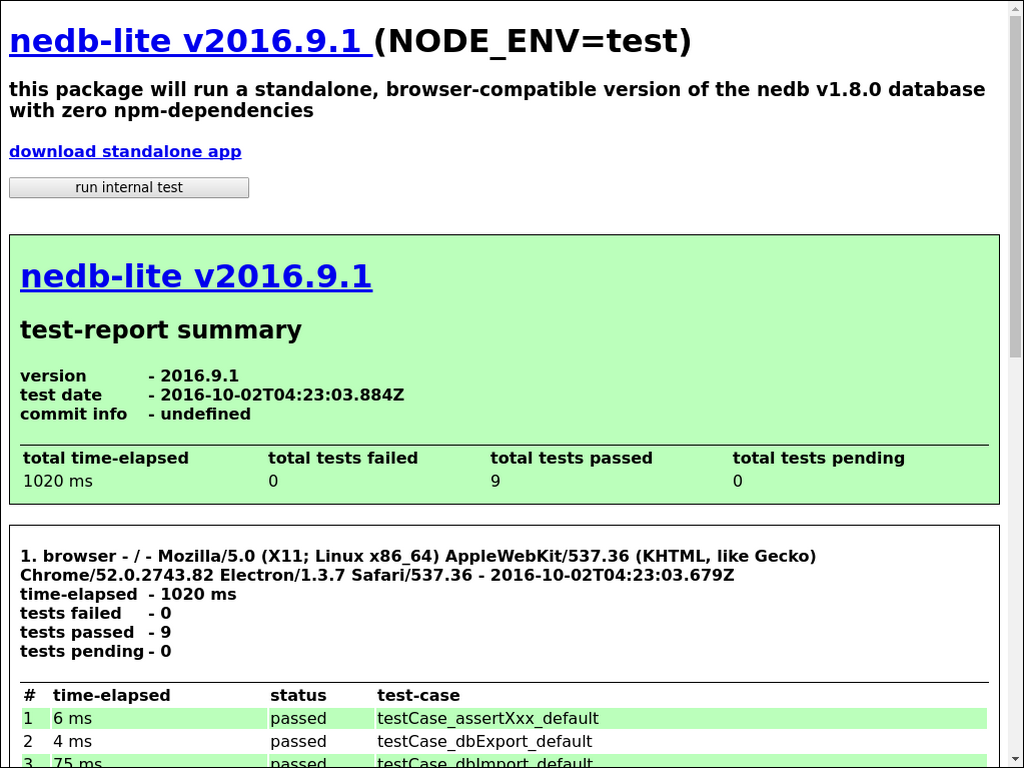 nedb-lite v2016.9.1 (NODE_ENV=test)
this package will run a standalone, browser-compatible version of the nedb v1.8.0 database
with zero npm-dependencies
download standalone app
run internal test
nedb-lite v2016.9.1
test-report summary
version - 2016.9.1
test date - 2016-10-02T04:23:03.884Z
commit info - undefined
total time-elapsed total tests failed total tests passed total tests pending
1020 ms 0 9 0
1. browser - / - Mozilla/5.0 (X11; Linux x86_64) AppleWebKit/537.36 (KHTML, like Gecko)
Chrome/52.0.2743.82 Electron/1.3.7 Safari/537.36 - 2016-10-02T04:23:03.679Z
time-elapsed - 1020 ms
tests failed - 0
tests passed - 9
tests pending - 0
# time-elapsed status test-case
1 6 ms passed testCase_assertXxx_default
2 4 ms passed testCase_dbExport_default
3 75 ms passed testCase_dbImport_default